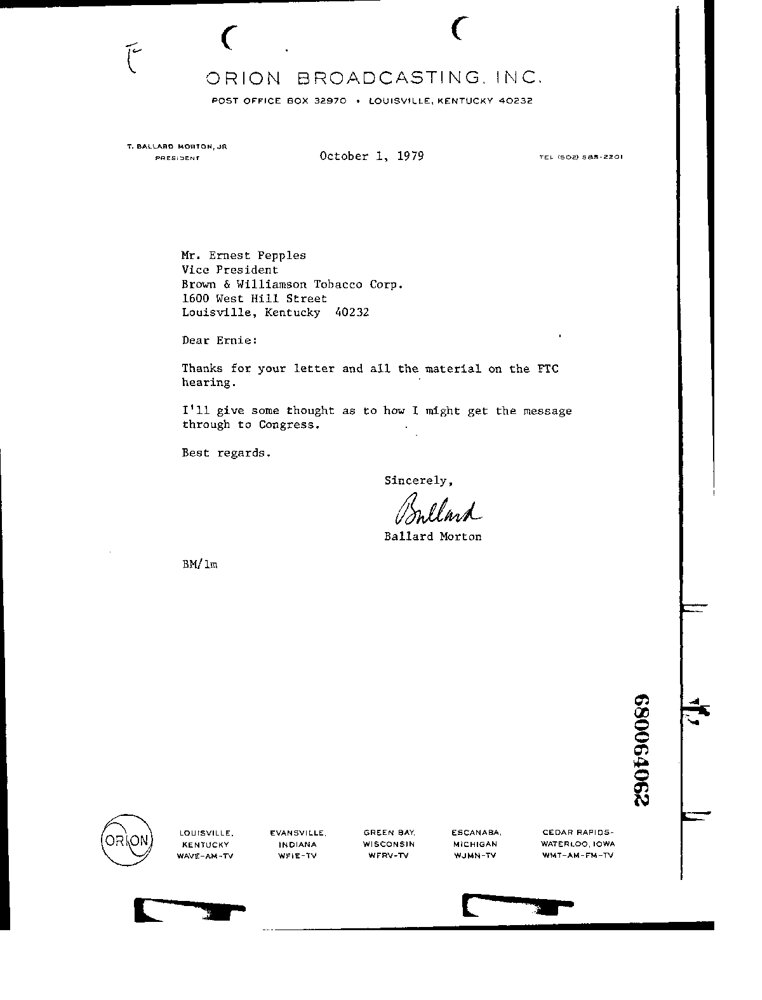 ORION BROADCASTING, INC.
POST OFFICE BOX 32970 • LOUISVILLE, KENTUCKY 40232
T. BALLARD MORTON, JR
PRESIDENT
October 1, 1979
TEL (502) 585-2201
Mr. Ernest Pepples
Vice President
Brown & Williamson Tobacco Corp.
1600 West Hill Street
Louisville, Kentucky 40232
Dear Ernie:
Thanks for your letter and all the material on the FTC
hearing.
I'll give some thought as to how I might get the message
through to Congress.
Best regards.
Sincerely,
Ballard
Ballard Morton
BM/lm
680064062
ORION
LOUISVILLE,
KENTUCKY
WAVE-AM-TV
EVANSVILLE,
INDIANA
WFIE-TV
GREEN BAY,
WISCONSIN
WFRV-TV
ESCANABA,
MICHIGAN
WJMN-TV
CEDAR RAPIDS-
WATERLOO, IOWA
WMT-AM-FM-TV